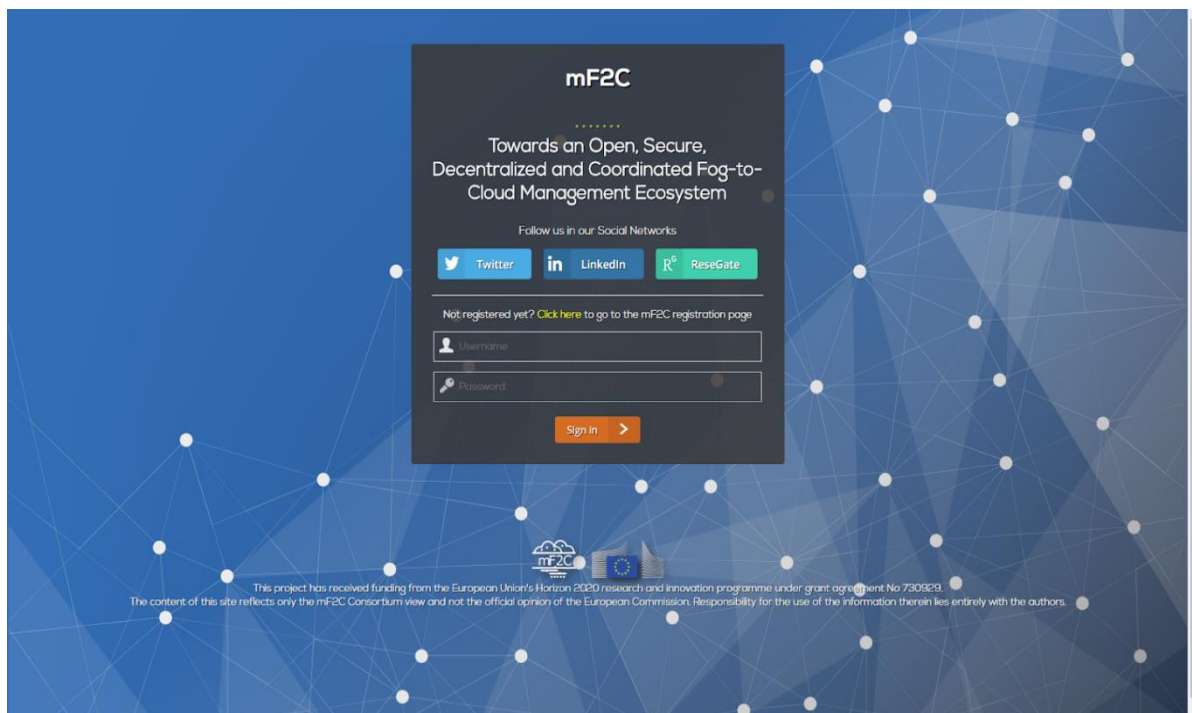 mF2C
Towards an Open, Secure,
Decentralized and Coordinated Fog-to-
Cloud Management Ecosystem
Follow us in our Social Networks
Twitter
LinkedIn
R^G ReseGate
Not registered yet? Click here to go to the mF2C registration page
Username
Password
Sign in
mF2C
This project has received funding from the European Union's Horizon 2020 research and innovation programme under grant agreement No 730929.
The content of this site reflects only the mF2C Consortium view and not the official opinion of the European Commission. Responsibility for the use of the information therein lies entirely with the authors.